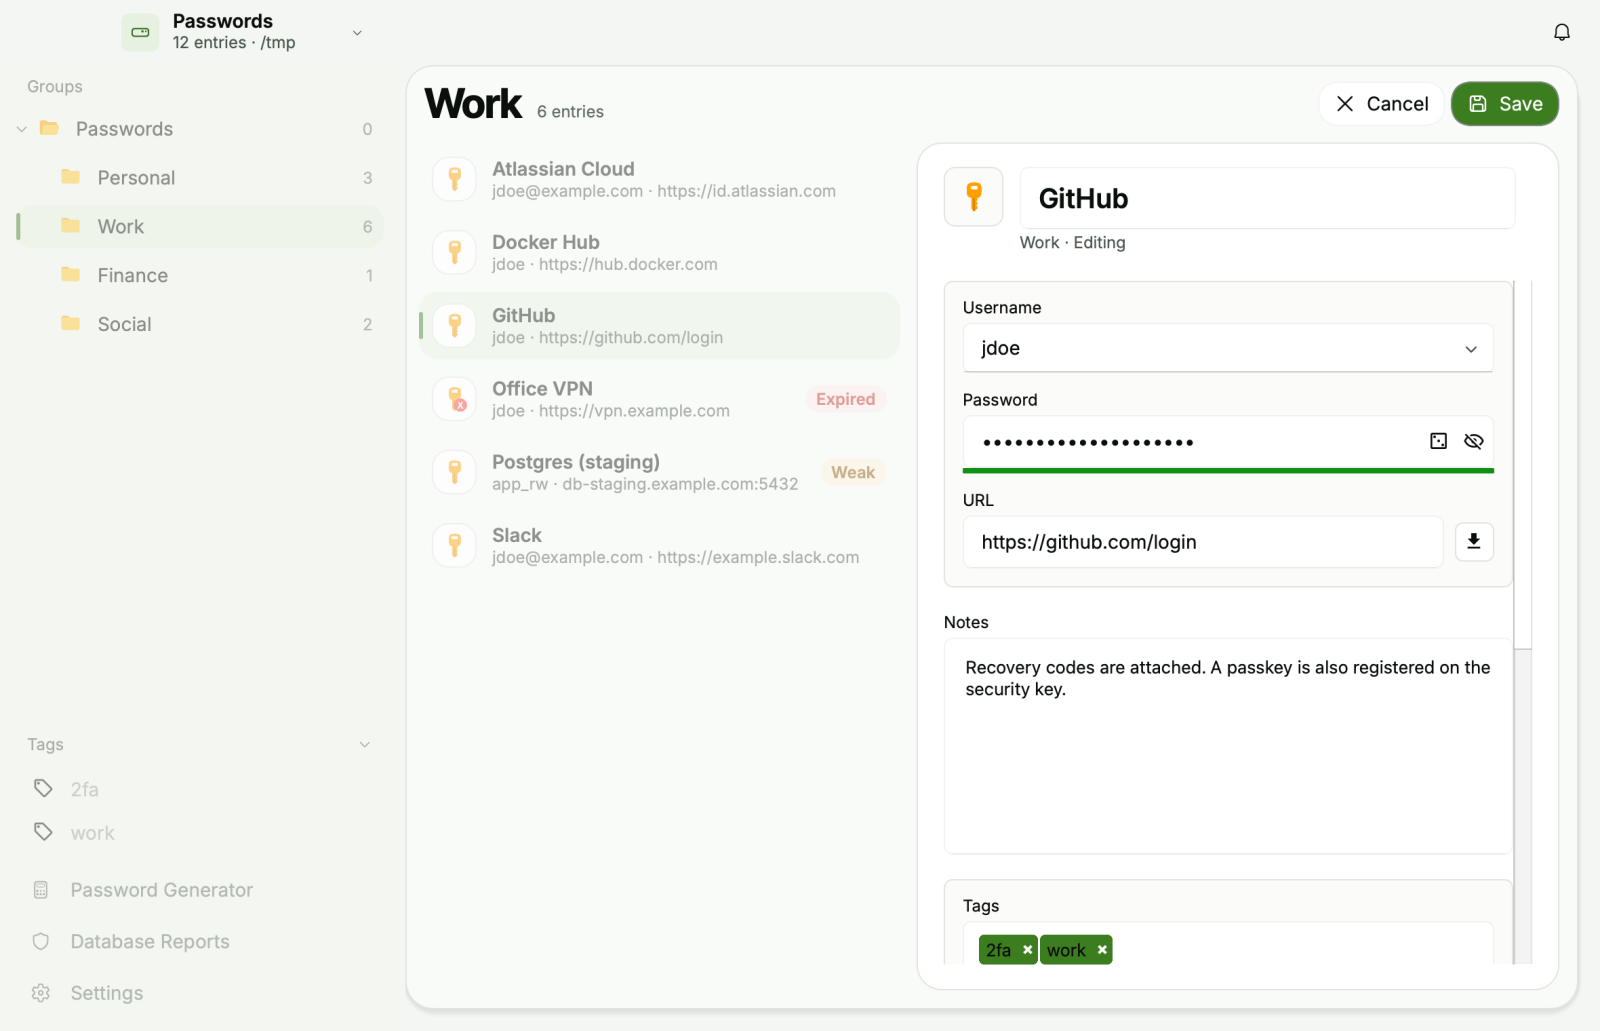 Passwords
12 entries · /tmp
Groups
Passwords 0
Personal 3
Work 6
Finance 1
Social 2
Tags
2fa
work
Password Generator
Database Reports
Settings
Work 6 entries
Cancel
Save
Atlassian Cloud
jdoe@example.com · https://id.atlassian.com
Docker Hub
jdoe · https://hub.docker.com
GitHub
jdoe · https://github.com/login
Office VPN
jdoe · https://vpn.example.com
Expired
Postgres (staging)
app_rw · db-staging.example.com:5432
Weak
Slack
jdoe@example.com · https://example.slack.com
GitHub
Work · Editing
Username
jdoe
Password
••••••••••••••••••••
URL
https://github.com/login
Notes
Recovery codes are attached. A passkey is also registered on the
security key.
Tags
2fa × work ×